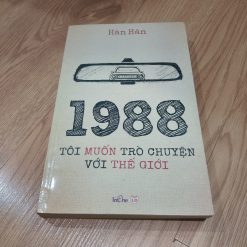 Hàn Hàn
1988
TÔI MUỐN TRÒ CHUYỆN
VỚI THẾ GIỚI